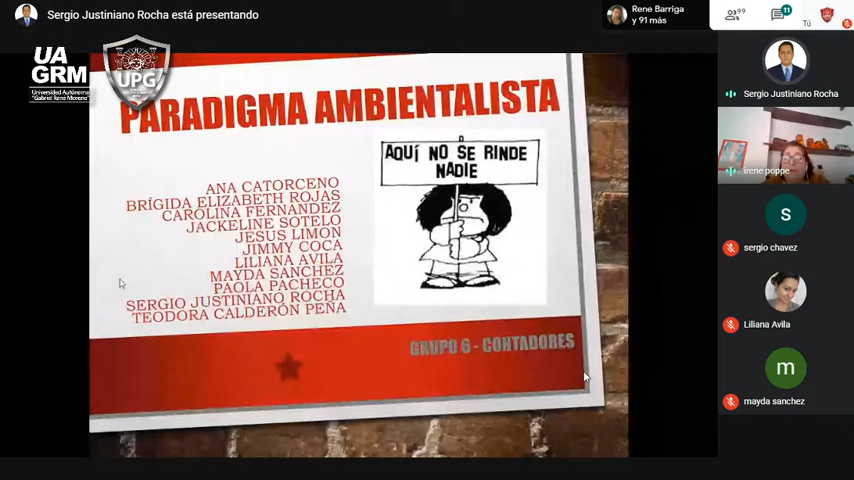 Sergio Justiniano Rocha está presentando
Rene Barriga
y 91 más
99
11
Tú
UA
GRM
Universidad Autónoma
"Gabriel René Moreno"
UPG
PARADIGMA AMBIENTALISTA
AQUÍ NO SE RINDE
NADIE
ANA CATORCENO
BRÍGIDA ELIZABETH ROJAS
CAROLINA FERNANDEZ
JACKELINE SOTELO
JESUS LIMON
JIMMY COCA
LILIANA AVILA
MAYDA SANCHEZ
PAOLA PACHECO
SERGIO JUSTINIANO ROCHA
TEODORA CALDERÓN PEÑA
GRUPO 6 - CONTADORES
Sergio Justiniano Rocha
irene poppe
s
sergio chavez
Liliana Avila
m
mayda sanchez